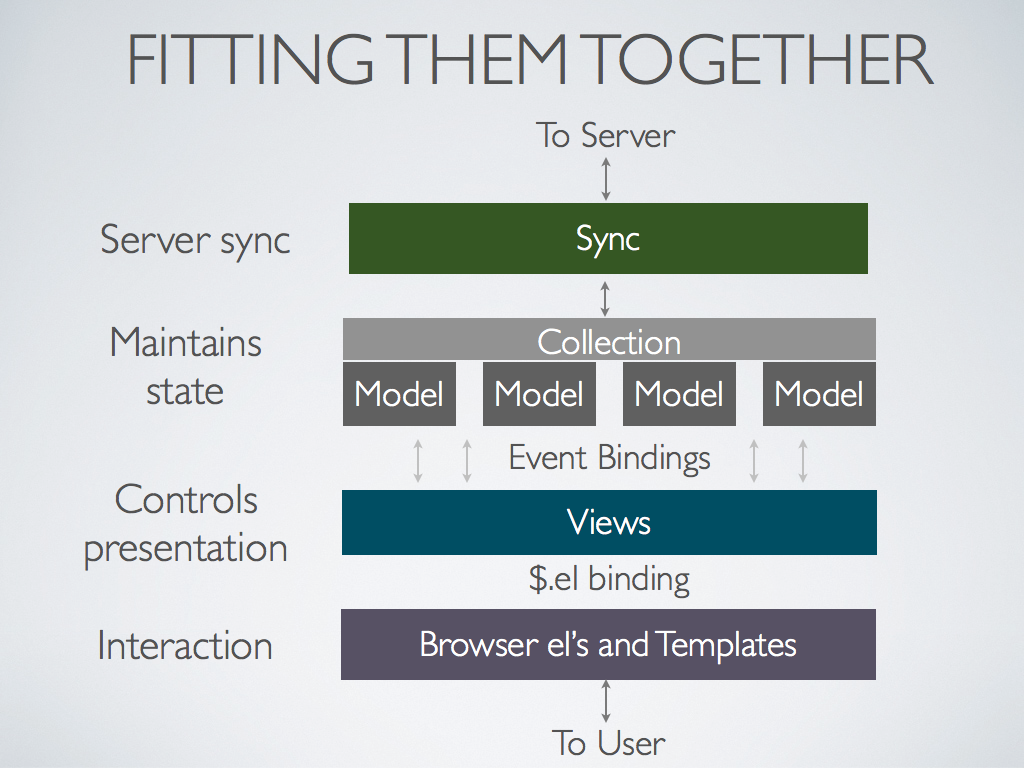 FITTING THEM TOGETHER
To Server
Server sync
Sync
Maintains
state
Collection
Model Model Model Model
Event Bindings
Controls
presentation
Views
$.el binding
Interaction
Browser el's and Templates
To User